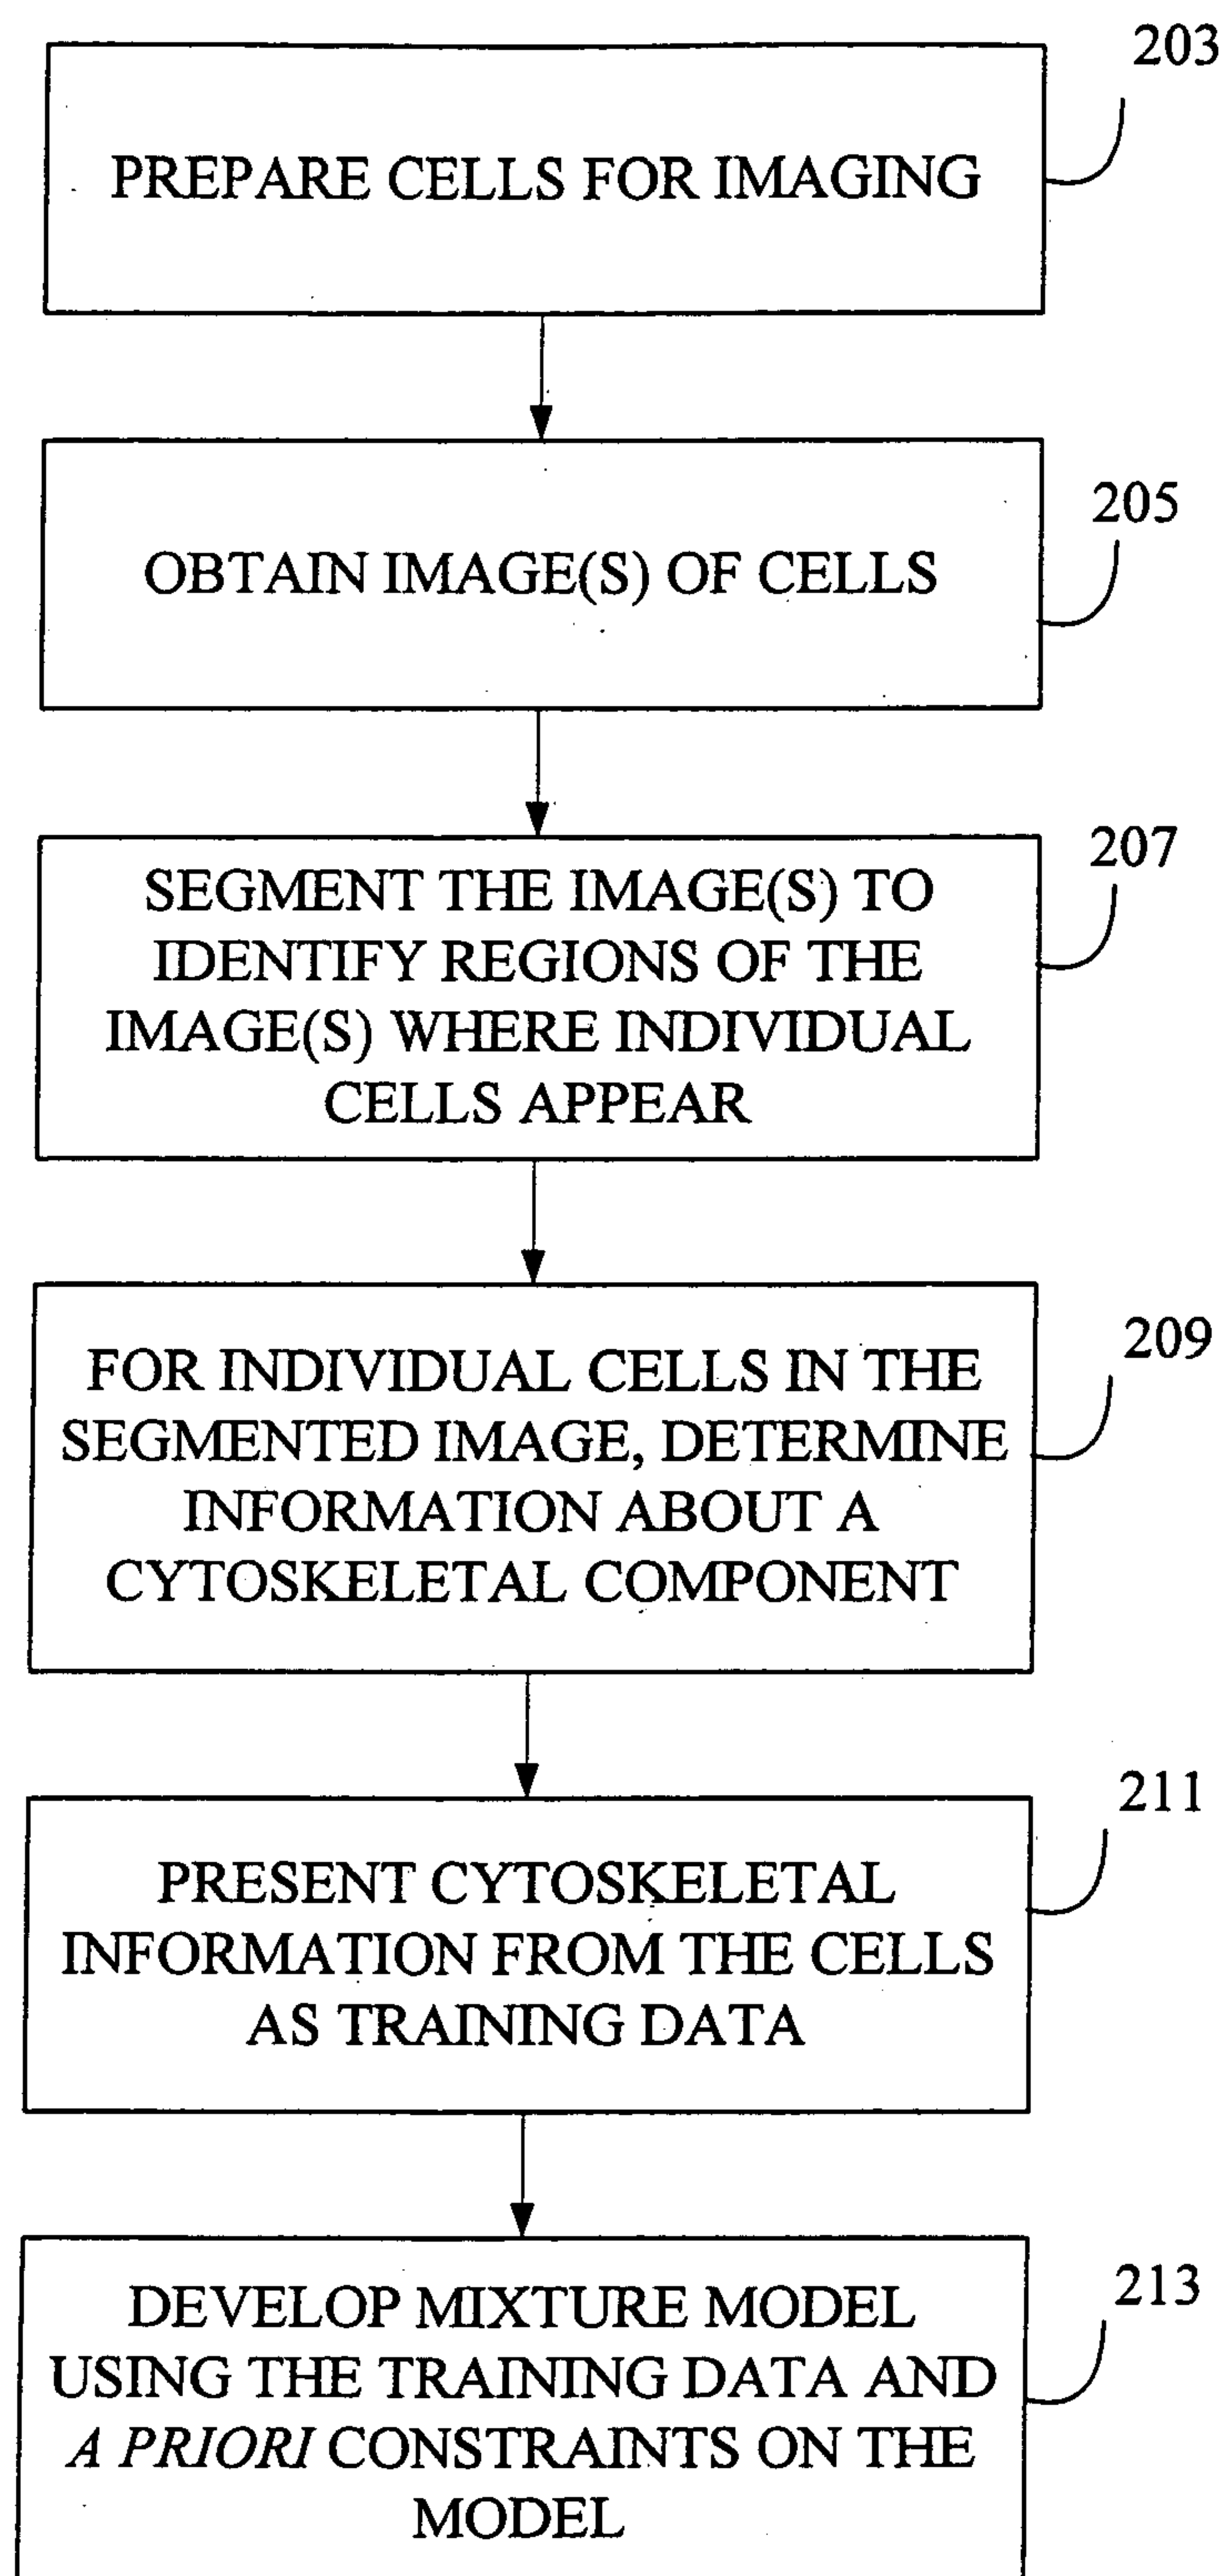 203
PREPARE CELLS FOR IMAGING
205
OBTAIN IMAGE(S) OF CELLS
207
SEGMENT THE IMAGE(S) TO
IDENTIFY REGIONS OF THE
IMAGE(S) WHERE INDIVIDUAL
CELLS APPEAR
209
FOR INDIVIDUAL CELLS IN THE
SEGMENTED IMAGE, DETERMINE
INFORMATION ABOUT A
CYTOSKELETAL COMPONENT
211
PRESENT CYTOSKELETAL
INFORMATION FROM THE CELLS
AS TRAINING DATA
213
DEVELOP MIXTURE MODEL
USING THE TRAINING DATA AND
A PRIORI CONSTRAINTS ON THE
MODEL